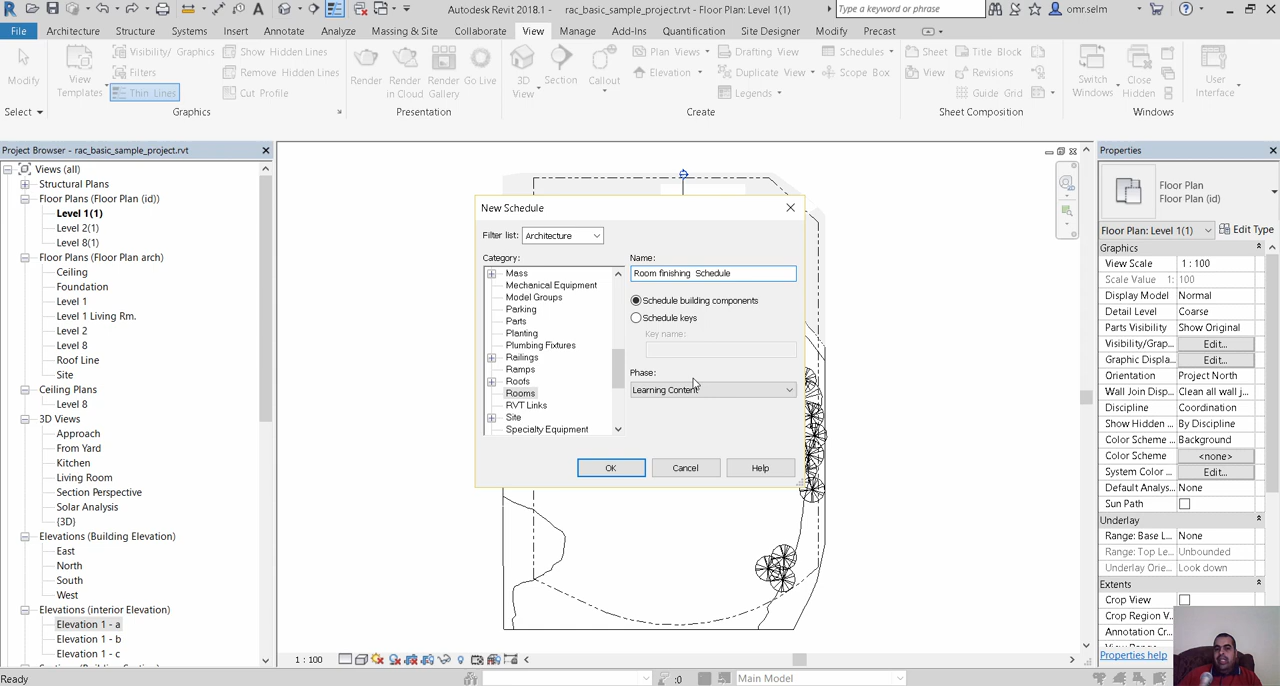 Autodesk Revit 2018.1 - rac_basic_sample_project.rvt - Floor Plan: Level 1(1)
Type a keyword or phrase
omr.selm
File Architecture Structure Systems Insert Annotate Analyze Massing & Site Collaborate View Manage Add-Ins Quantification Site Designer Modify Precast
Modify
View Templates
Visibility/ Graphics
Filters
Thin Lines
Show Hidden Lines
Remove Hidden Lines
Cut Profile
Render
Render in Cloud
Render Gallery
Go Live
3D View
Section
Callout
Plan Views
Elevation
Drafting View
Duplicate View
Legends
Schedules
Scope Box
Sheet
View
Title Block
Revisions
Guide Grid
Switch Windows
Close Hidden
User Interface
Select
Graphics
Presentation
Create
Sheet Composition
Windows
Project Browser - rac_basic_sample_project.rvt
Views (all)
Structural Plans
Floor Plans (Floor Plan (id))
Level 1(1)
Level 2(1)
Level 8(1)
Floor Plans (Floor Plan arch)
Ceiling
Foundation
Level 1
Level 1 Living Rm.
Level 2
Level 8
Roof Line
Site
Ceiling Plans
Level 8
3D Views
Approach
From Yard
Kitchen
Living Room
Section Perspective
Solar Analysis
{3D}
Elevations (Building Elevation)
East
North
South
West
Elevations (interior Elevation)
Elevation 1 - a
Elevation 1 - b
Elevation 1 - c
New Schedule
Filter list: Architecture
Category:
Mass
Mechanical Equipment
Model Groups
Parking
Parts
Planting
Plumbing Fixtures
Railings
Ramps
Roofs
Rooms
RVT Links
Site
Specialty Equipment
Name:
Room finishing  Schedule
Schedule building components
Schedule keys
Key name:
Phase:
Learning Content
OK Cancel Help
Properties
Floor Plan
Floor Plan (id)
Floor Plan: Level 1(1) Edit Type
Graphics
View Scale 1 : 100
Scale Value 1: 100
Display Model Normal
Detail Level Coarse
Parts Visibility Show Original
Visibility/Grap... Edit...
Graphic Displa... Edit...
Orientation Project North
Wall Join Disp... Clean all wall j...
Discipline Coordination
Show Hidden ... By Discipline
Color Scheme ... Background
Color Scheme <none>
System Color ... Edit...
Default Analys... None
Sun Path
Underlay
Range: Base L... None
Range: Top Le... Unbounded
Underlay Orie... Look down
Extents
Crop View
Crop Region V...
Annotation Cr...
Properties help
1 : 100
Ready
:0
Main Model